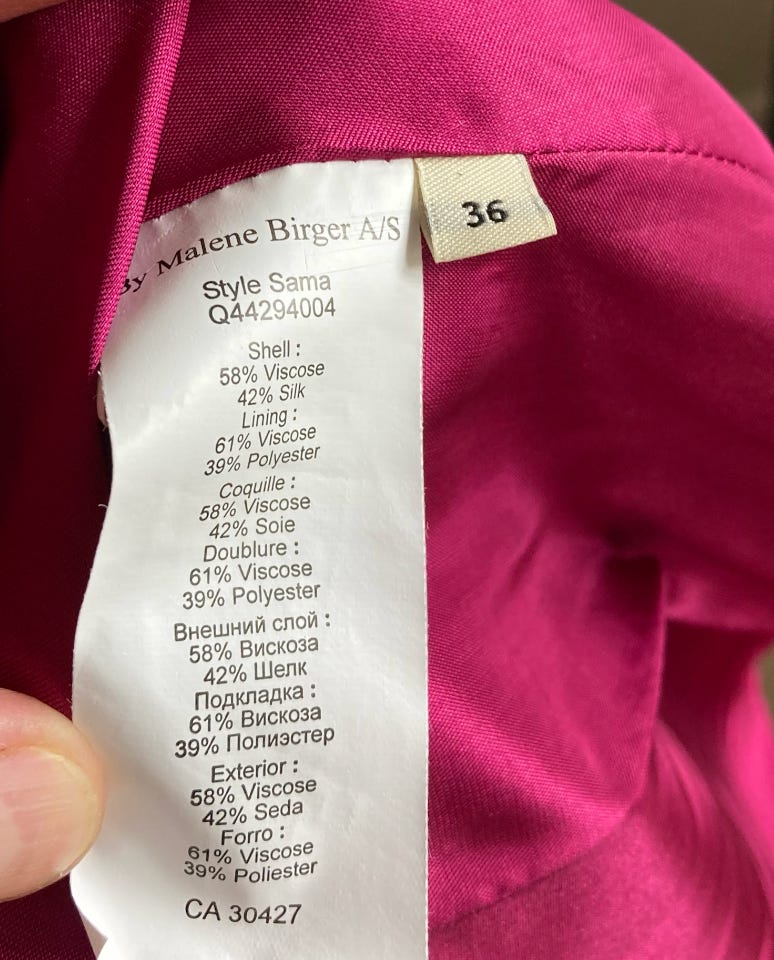 By Malene Birger A/S
36
Style Sama
Q44294004
Shell :
58% Viscose
42% Silk
Lining :
61% Viscose
39% Polyester
Coquille :
58% Viscose
42% Soie
Doublure :
61% Viscose
39% Polyester
Внешний слой :
58% Вискоза
42% Шелк
Подкладка :
61% Вискоза
39% Полиэстер
Exterior :
58% Viscose
42% Seda
Forro :
61% Viscose
39% Poliester
CA 30427